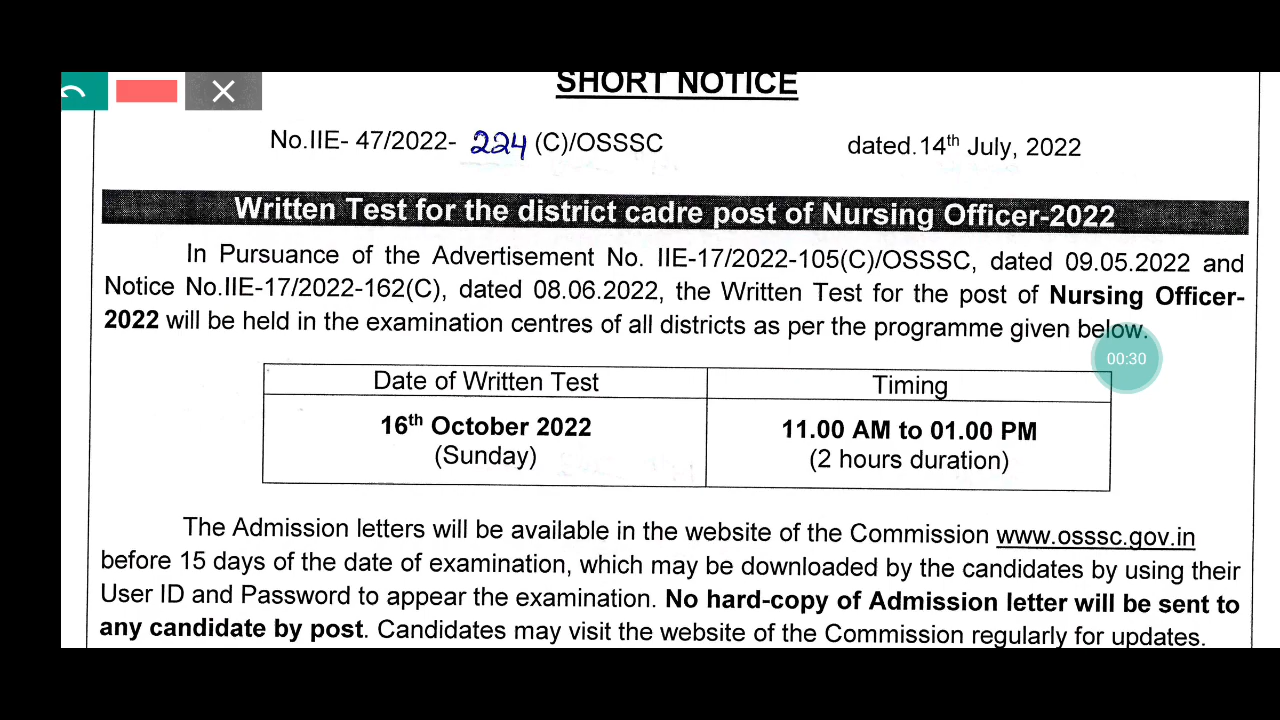 SHORT NOTICE
No.IIE- 47/2022- 224 (C)/OSSSC dated.14th July, 2022
Written Test for the district cadre post of Nursing Officer-2022
In Pursuance of the Advertisement No. IIE-17/2022-105(C)/OSSSC, dated 09.05.2022 and
Notice No.IIE-17/2022-162(C), dated 08.06.2022, the Written Test for the post of Nursing Officer-
2022 will be held in the examination centres of all districts as per the programme given below.
00:30
Date of Written Test Timing
16th October 2022 11.00 AM to 01.00 PM
(Sunday) (2 hours duration)
The Admission letters will be available in the website of the Commission www.osssc.gov.in
before 15 days of the date of examination, which may be downloaded by the candidates by using their
User ID and Password to appear the examination. No hard-copy of Admission letter will be sent to
any candidate by post. Candidates may visit the website of the Commission regularly for updates.